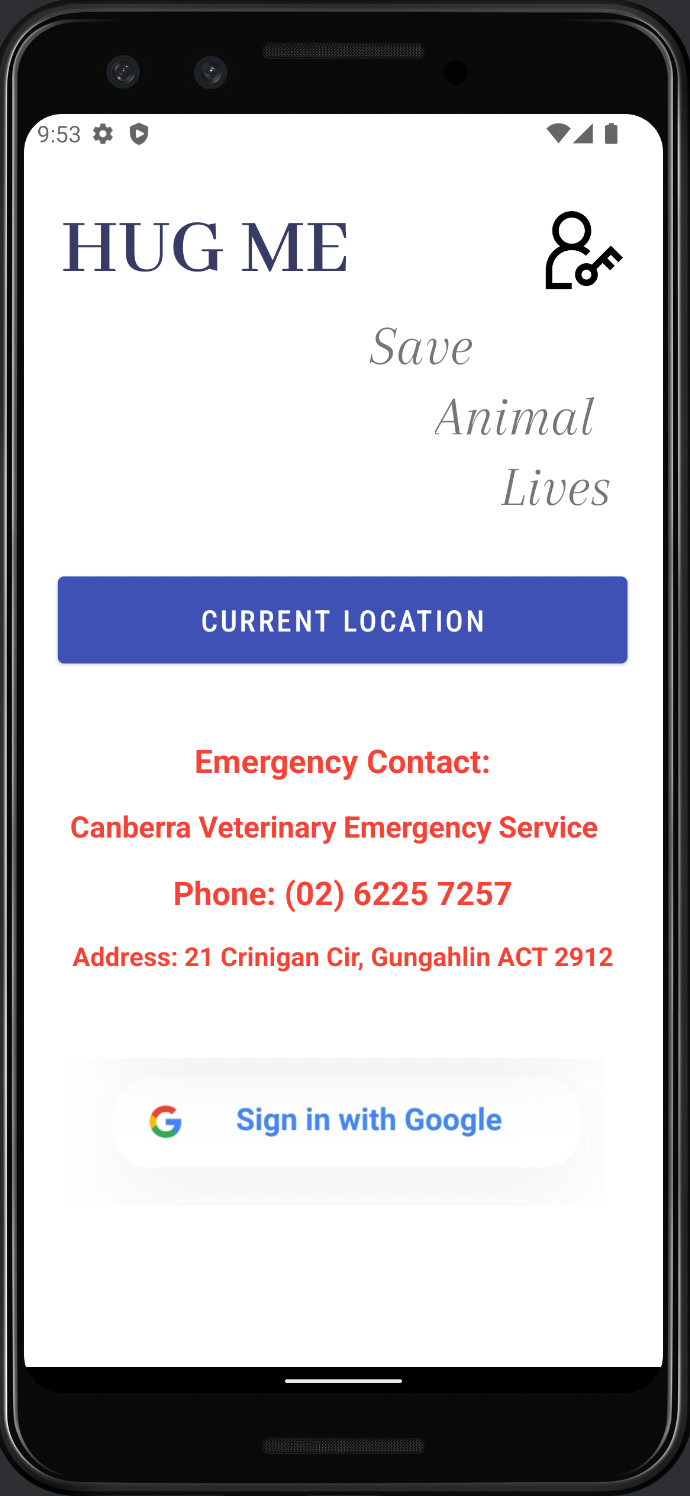 9:53
HUG ME
Save
Animal
Lives
CURRENT LOCATION
Emergency Contact:
Canberra Veterinary Emergency Service
Phone: (02) 6225 7257
Address: 21 Crinigan Cir, Gungahlin ACT 2912
Sign in with Google